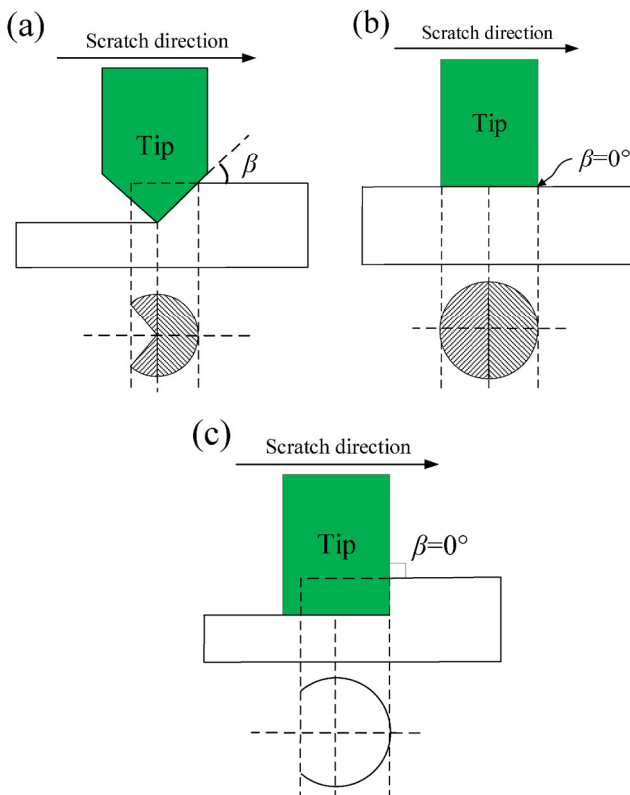 (a)
Scratch direction
Tip
β
(b)
Scratch direction
Tip
β=0°
(c)
Scratch direction
Tip
β=0°